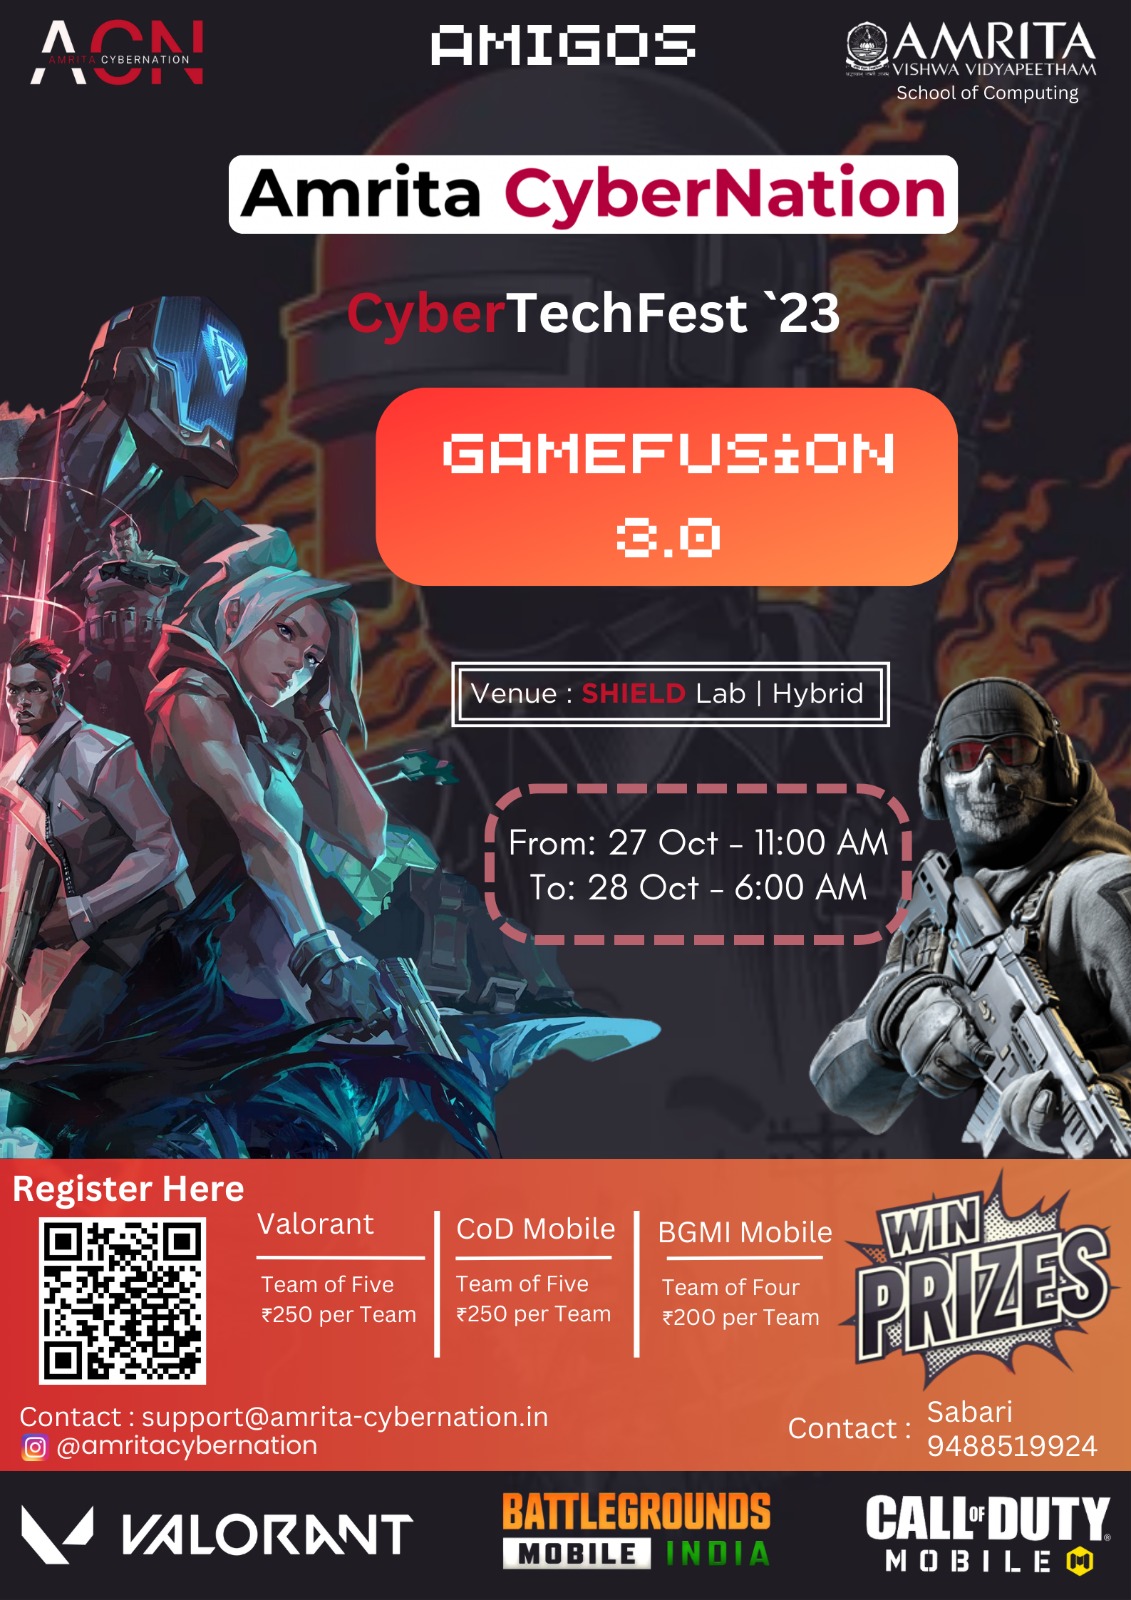 ACN
AMRITA CYBERNATION
AMIGOS
AMRITA
VISHWA VIDYAPEETHAM
School of Computing
Amrita CyberNation
CyberTechFest `23
GAMEFUSiON
3.0
Venue : SHIELD Lab | Hybrid
From: 27 Oct - 11:00 AM
To: 28 Oct - 6:00 AM
Register Here
Valorant
Team of Five
₹250 per Team
CoD Mobile
Team of Five
₹250 per Team
BGMI Mobile
Team of Four
₹200 per Team
WIN
PRIZES
Contact : support@amrita-cybernation.in
@amritacybernation
Contact :
Sabari
9488519924
VALORANT
BATTLEGROUNDS
MOBILE INDIA
CALL OF DUTY
MOBILE